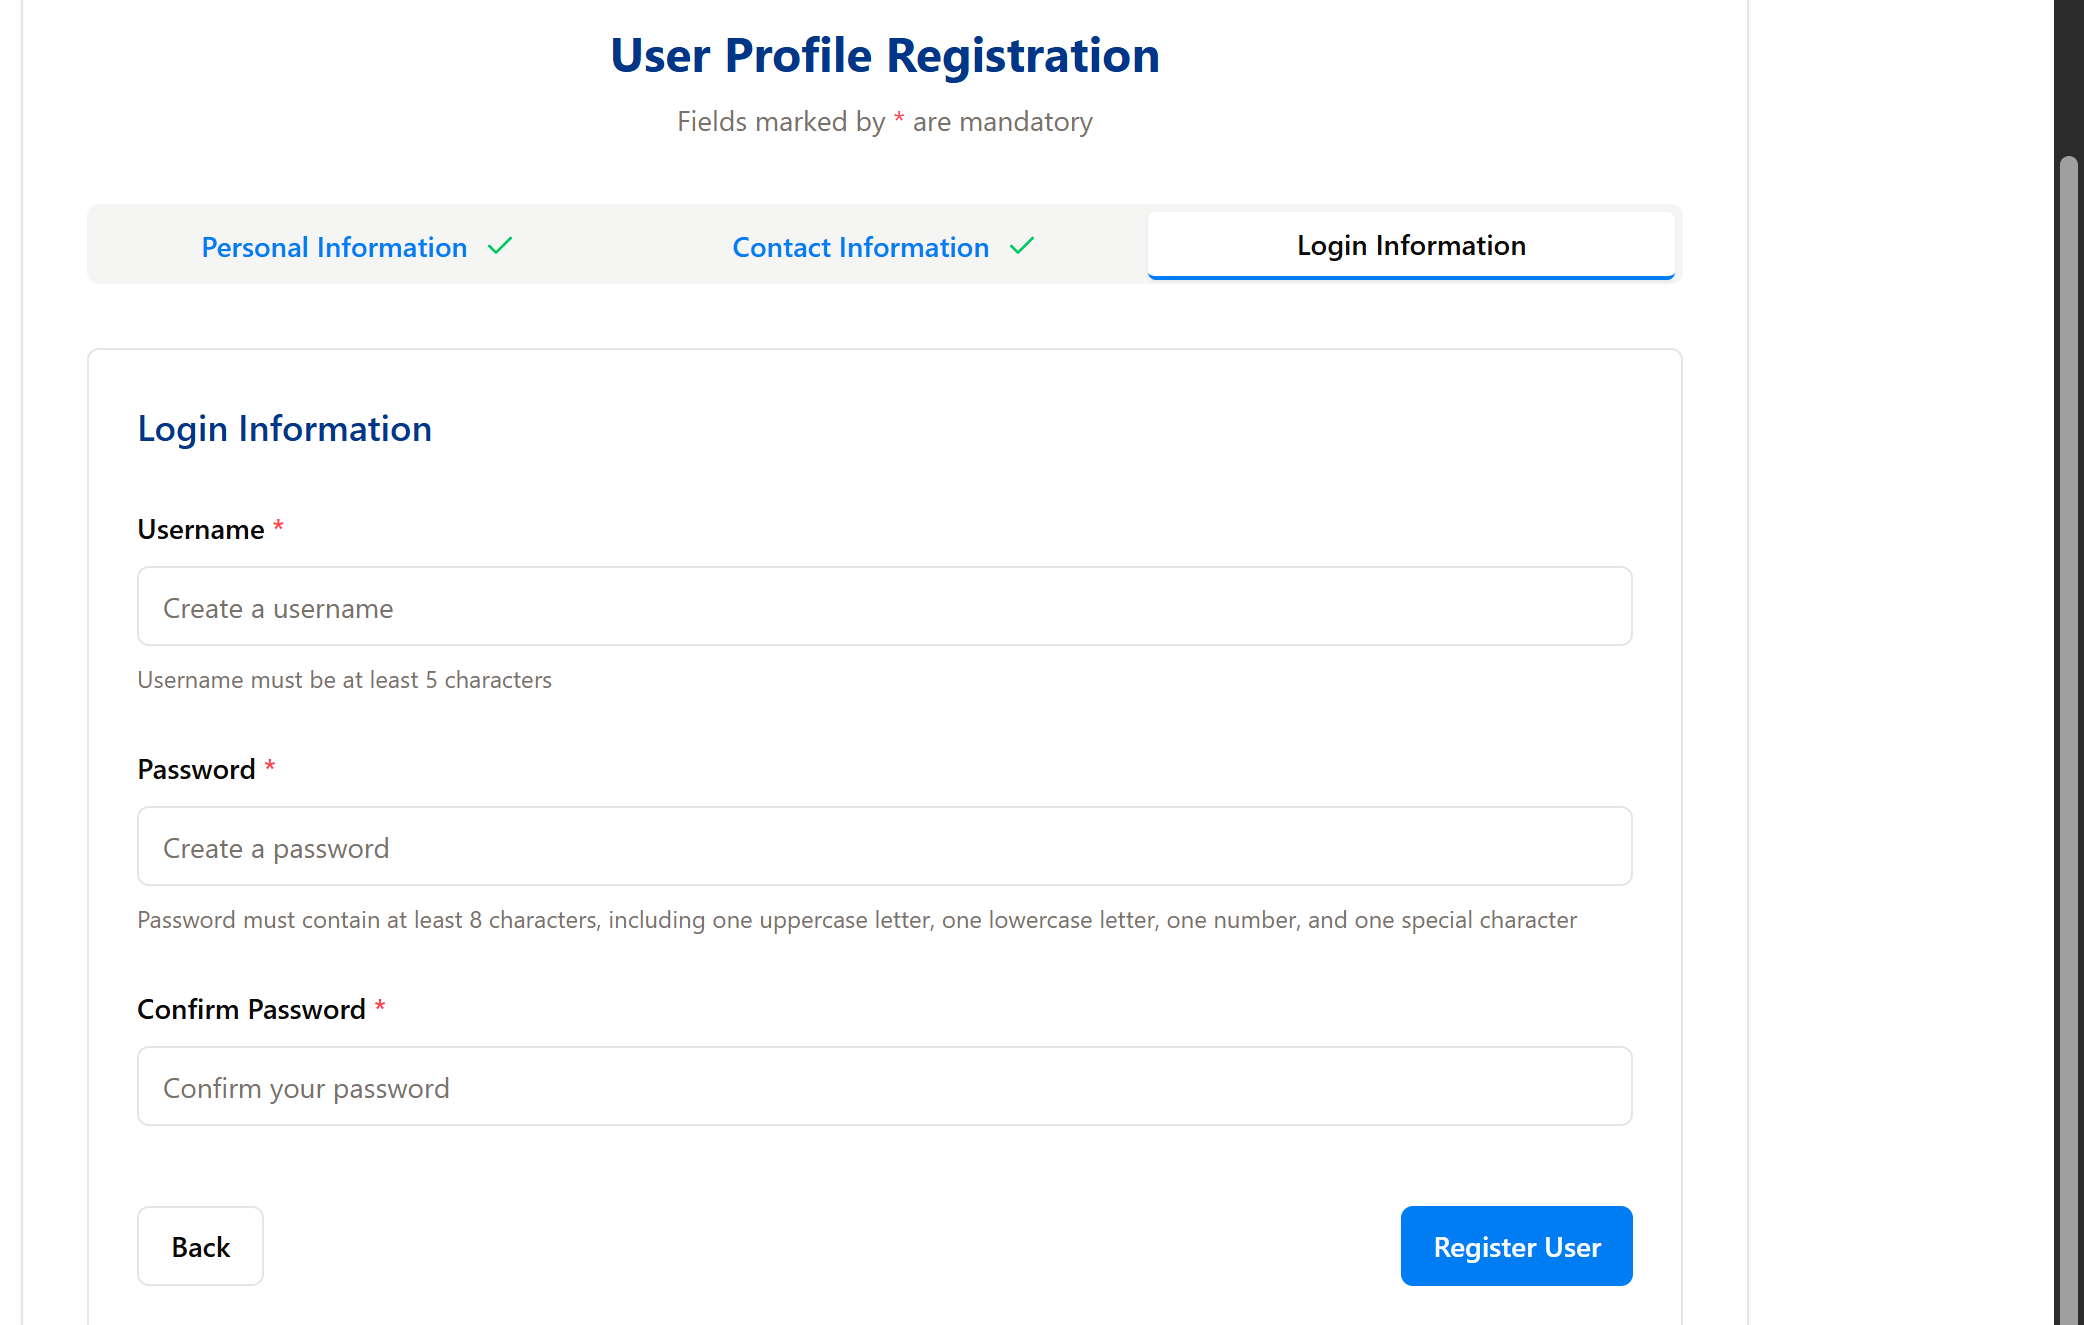 User Profile Registration
Fields marked by * are mandatory
Personal Information
Contact Information
Login Information
Login Information
Username *
Create a username
Username must be at least 5 characters
Password *
Create a password
Password must contain at least 8 characters, including one uppercase letter, one lowercase letter, one number, and one special character
Confirm Password *
Confirm your password
Back
Register User